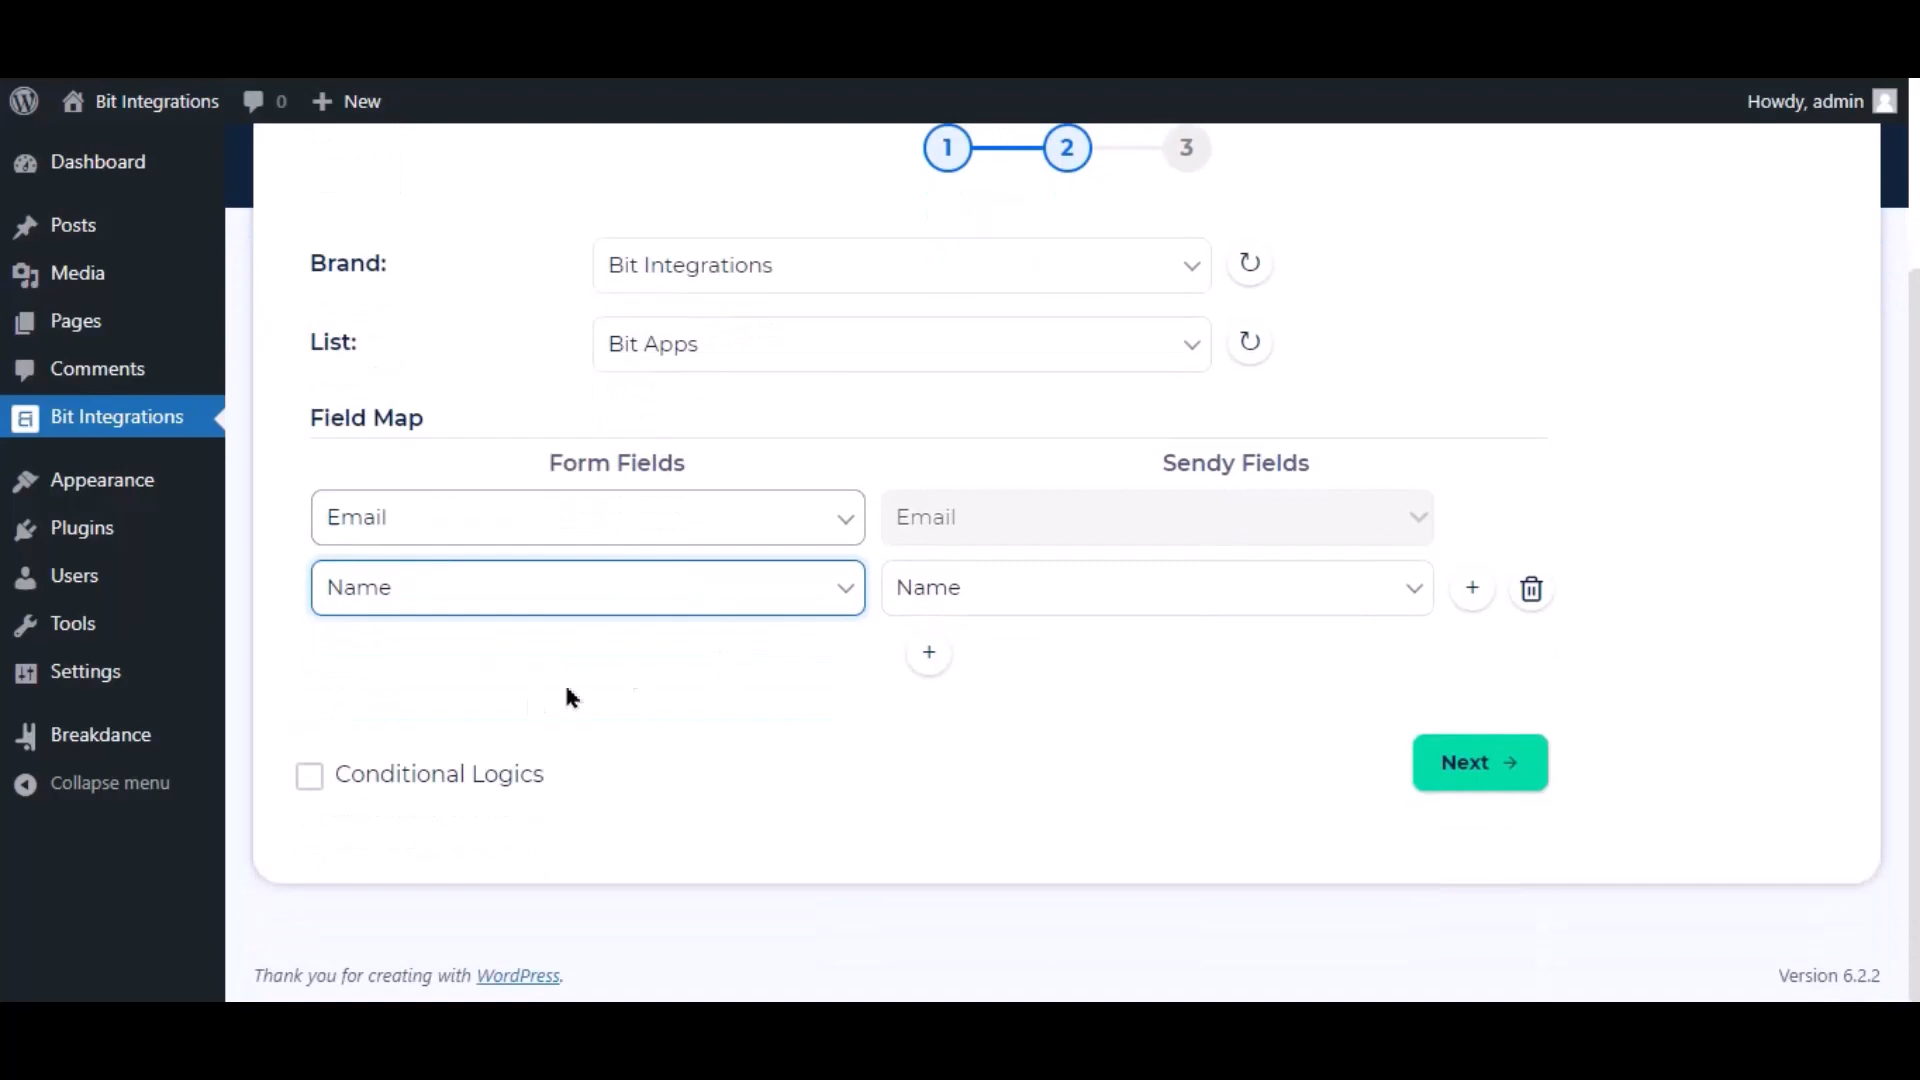 Bit Integrations 0 New Howdy, admin
1 2 3
Dashboard
Posts
Media
Pages
Comments
Bit Integrations
Appearance
Plugins
Users
Tools
Settings
Breakdance
Collapse menu
Brand: Bit Integrations
List: Bit Apps
Field Map
Form Fields Sendy Fields
Email Email
Name Name +
+
Conditional Logics
Next →
Thank you for creating with WordPress.
Version 6.2.2